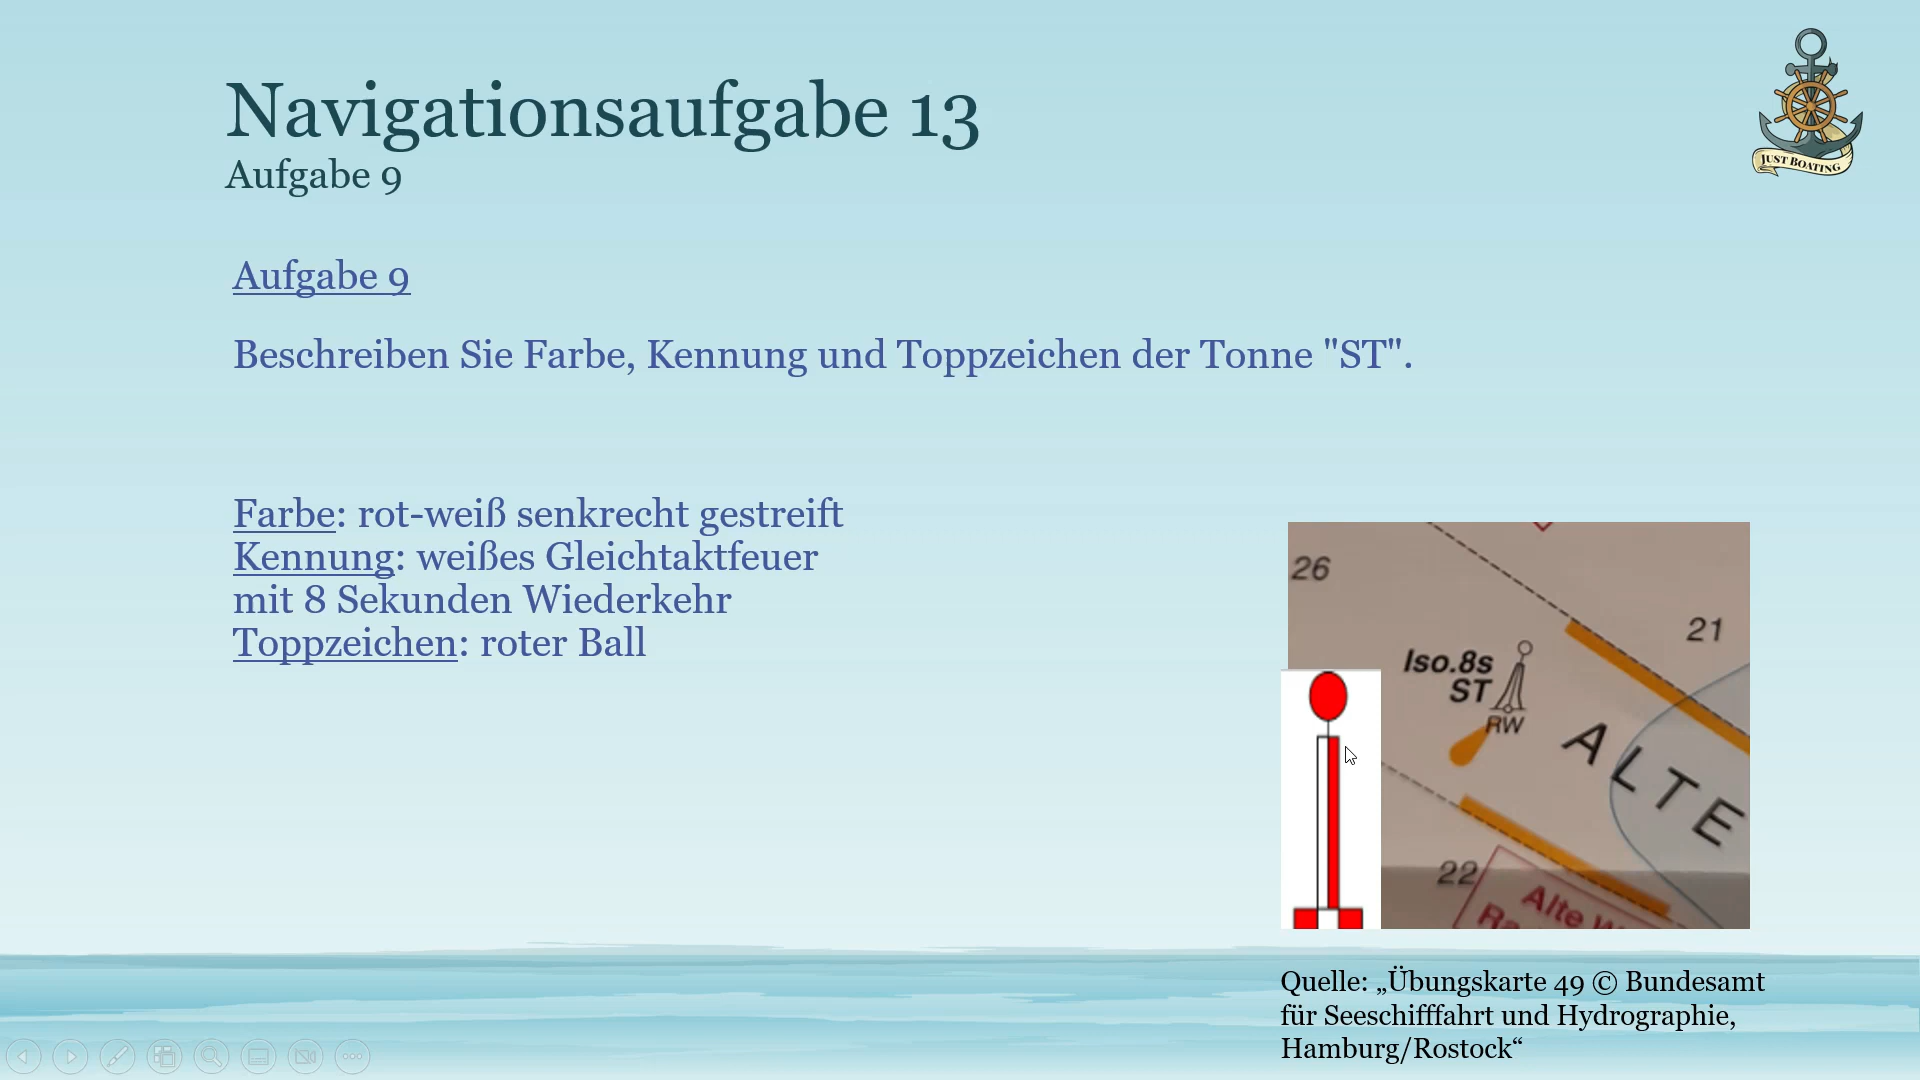 Navigationsaufgabe 13
Aufgabe 9
JUST BOATING
Aufgabe 9
Beschreiben Sie Farbe, Kennung und Toppzeichen der Tonne "ST".
Farbe: rot-weiß senkrecht gestreift
Kennung: weißes Gleichtaktfeuer
mit 8 Sekunden Wiederkehr
Toppzeichen: roter Ball
26
21
Iso.8s
ST
RW
ALTE
22
Alte
Quelle: „Übungskarte 49 © Bundesamt
für Seeschifffahrt und Hydrographie,
Hamburg/Rostock“